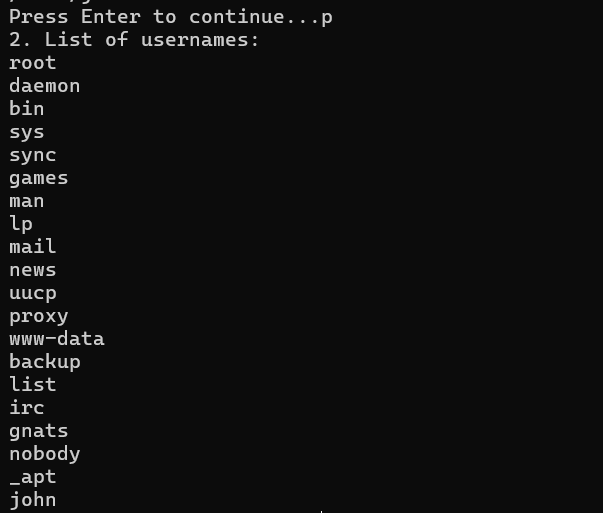 Press Enter to continue...p
2. List of usernames:
root
daemon
bin
sys
sync
games
man
lp
mail
news
uucp
proxy
www-data
backup
list
irc
gnats
nobody
_apt
john